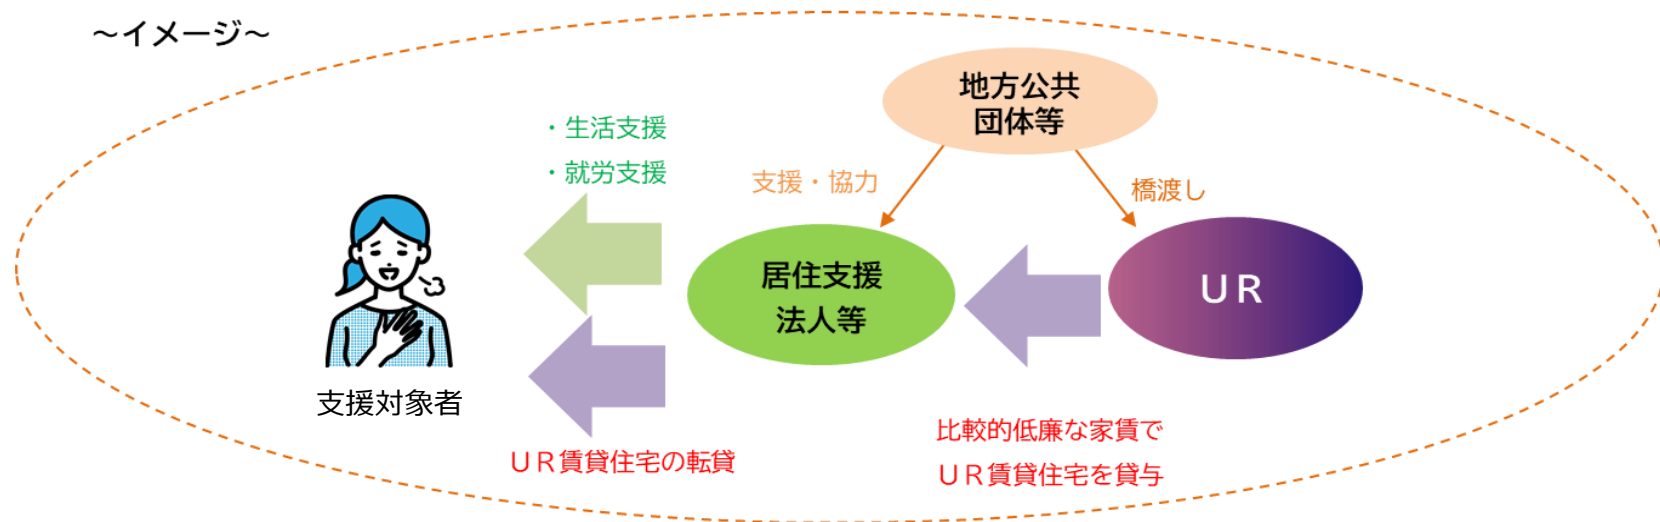 ～イメージ～
地方公共
団体等
・生活支援
・就労支援
支援・協力
橋渡し
居住支援
法人等
ＵＲ
支援対象者
ＵＲ賃貸住宅の転貸
比較的低廉な家賃で
ＵＲ賃貸住宅を貸与